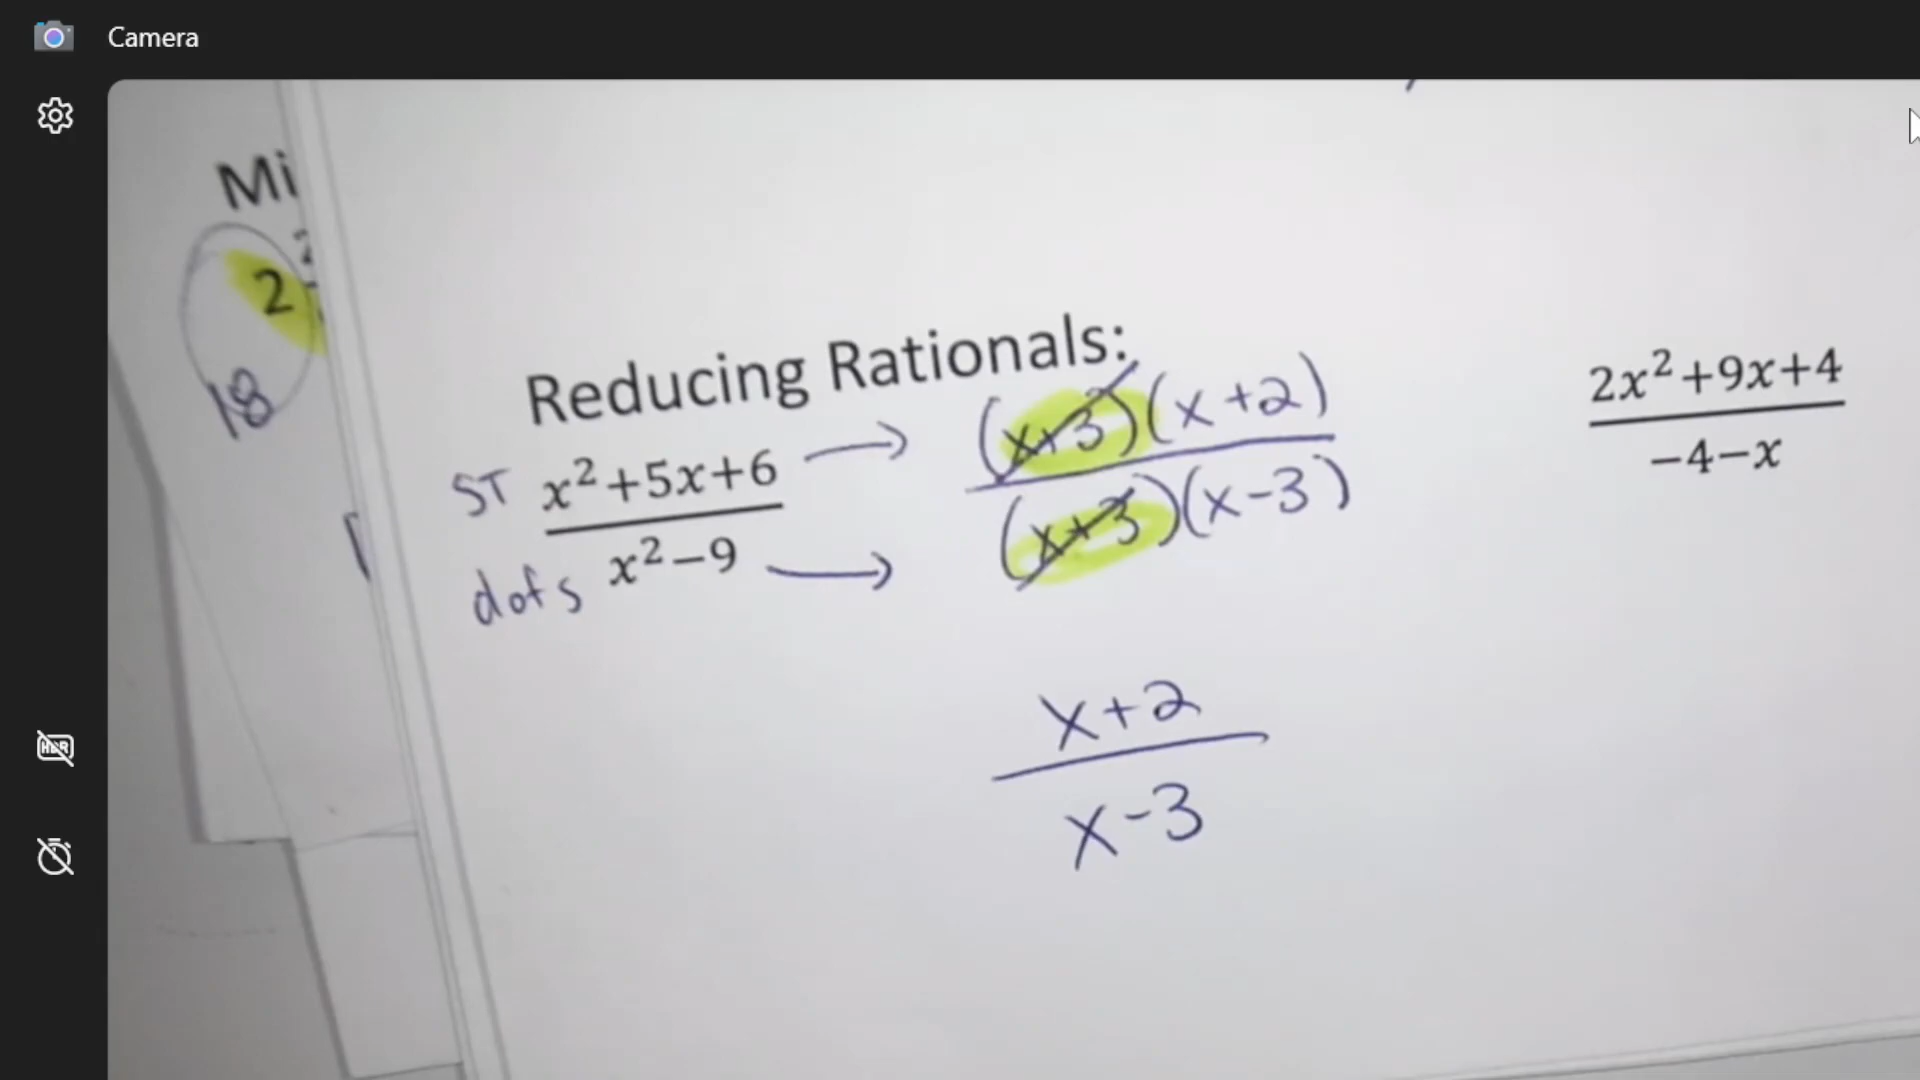 Camera
Mi
2
18
Reducing Rationals:
ST x²+5x+6 → (x+3)(x+2)
dofs x²−9 → (x+3)(x-3)
x+2
x-3
2x²+9x+4
−4−x